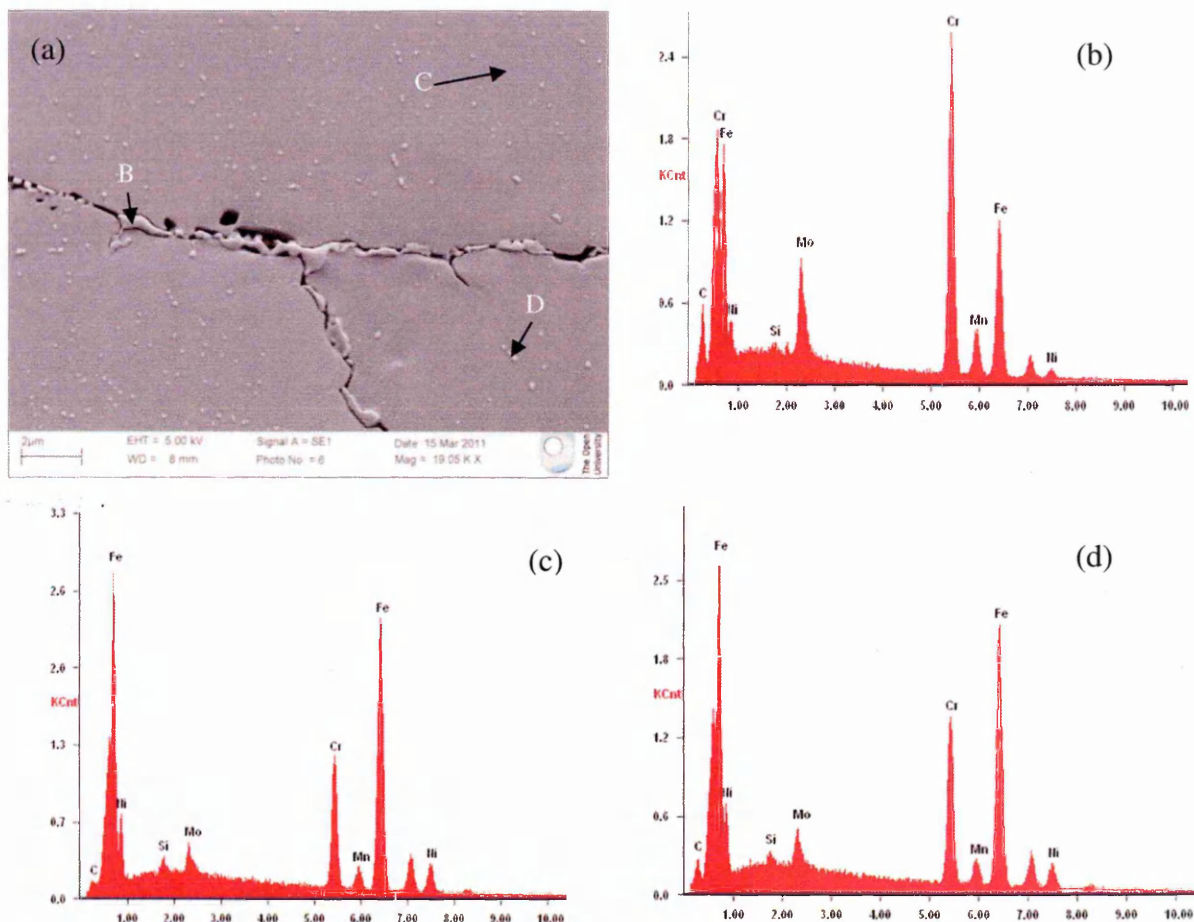 (a)
C
B
D
2µm
EHT = 5.00 kV
Signal A = SE1
Date :15 Mar 2011
WD = 8 mm
Photo No. = 6
Mag = 19.05 K X
The Open
University
(b)
Cr
2.4
Cr
Fe
1.8
KCnt
1.2
Fe
Mo
0.6
C
Ni
Si
Mn
Ni
0.0
1.00 2.00 3.00 4.00 5.00 6.00 7.00 8.00 9.00 10.00
(c)
3.3
Fe
2.6
Fe
2.0
KCnt
1.3
Cr
Ni
0.7
Si
Mo
Mn
Ni
C
0.0
1.00 2.00 3.00 4.00 5.00 6.00 7.00 8.00 9.00 10.00
(d)
Fe
2.5
Fe
1.8
KCnt
Cr
1.2
Ni
0.6
Mo
C
Si
Mn
Ni
0.0
1.00 2.00 3.00 4.00 5.00 6.00 7.00 8.00 9.00 10.00